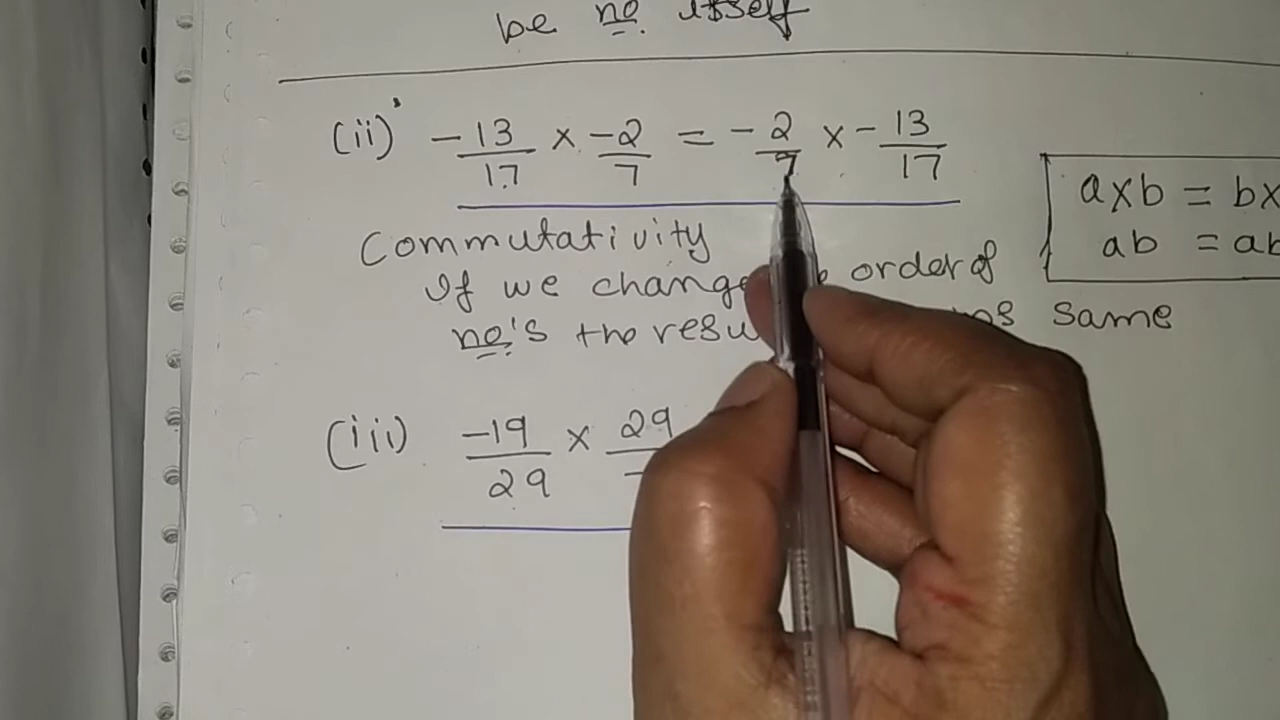 be no. itself
(ii) -13/17 × -2/7 = -2/7 × -13/17
a×b = b×
ab = ab
Commutativity
If we change order of
no's the resu same
(iii) -19/29 × 29